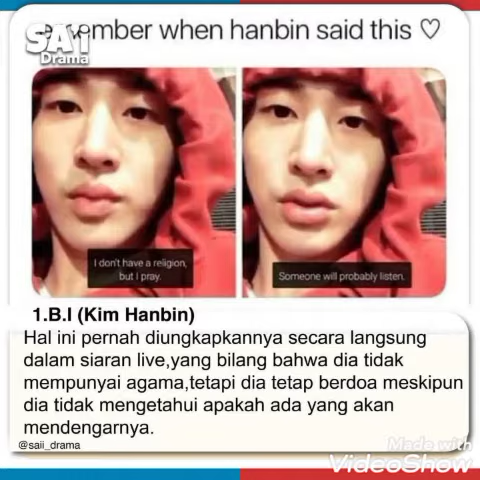 remember when hanbin said this ♡
SAii
Drama
I don't have a religion,
but I pray.
Someone will probably listen.
1.B.I (Kim Hanbin)
Hal ini pernah diungkapkannya secara langsung
dalam siaran live,yang bilang bahwa dia tidak
mempunyai agama,tetapi dia tetap berdoa meskipun
dia tidak mengetahui apakah ada yang akan
mendengarnya.
@saii_drama
Made with
VideoShow